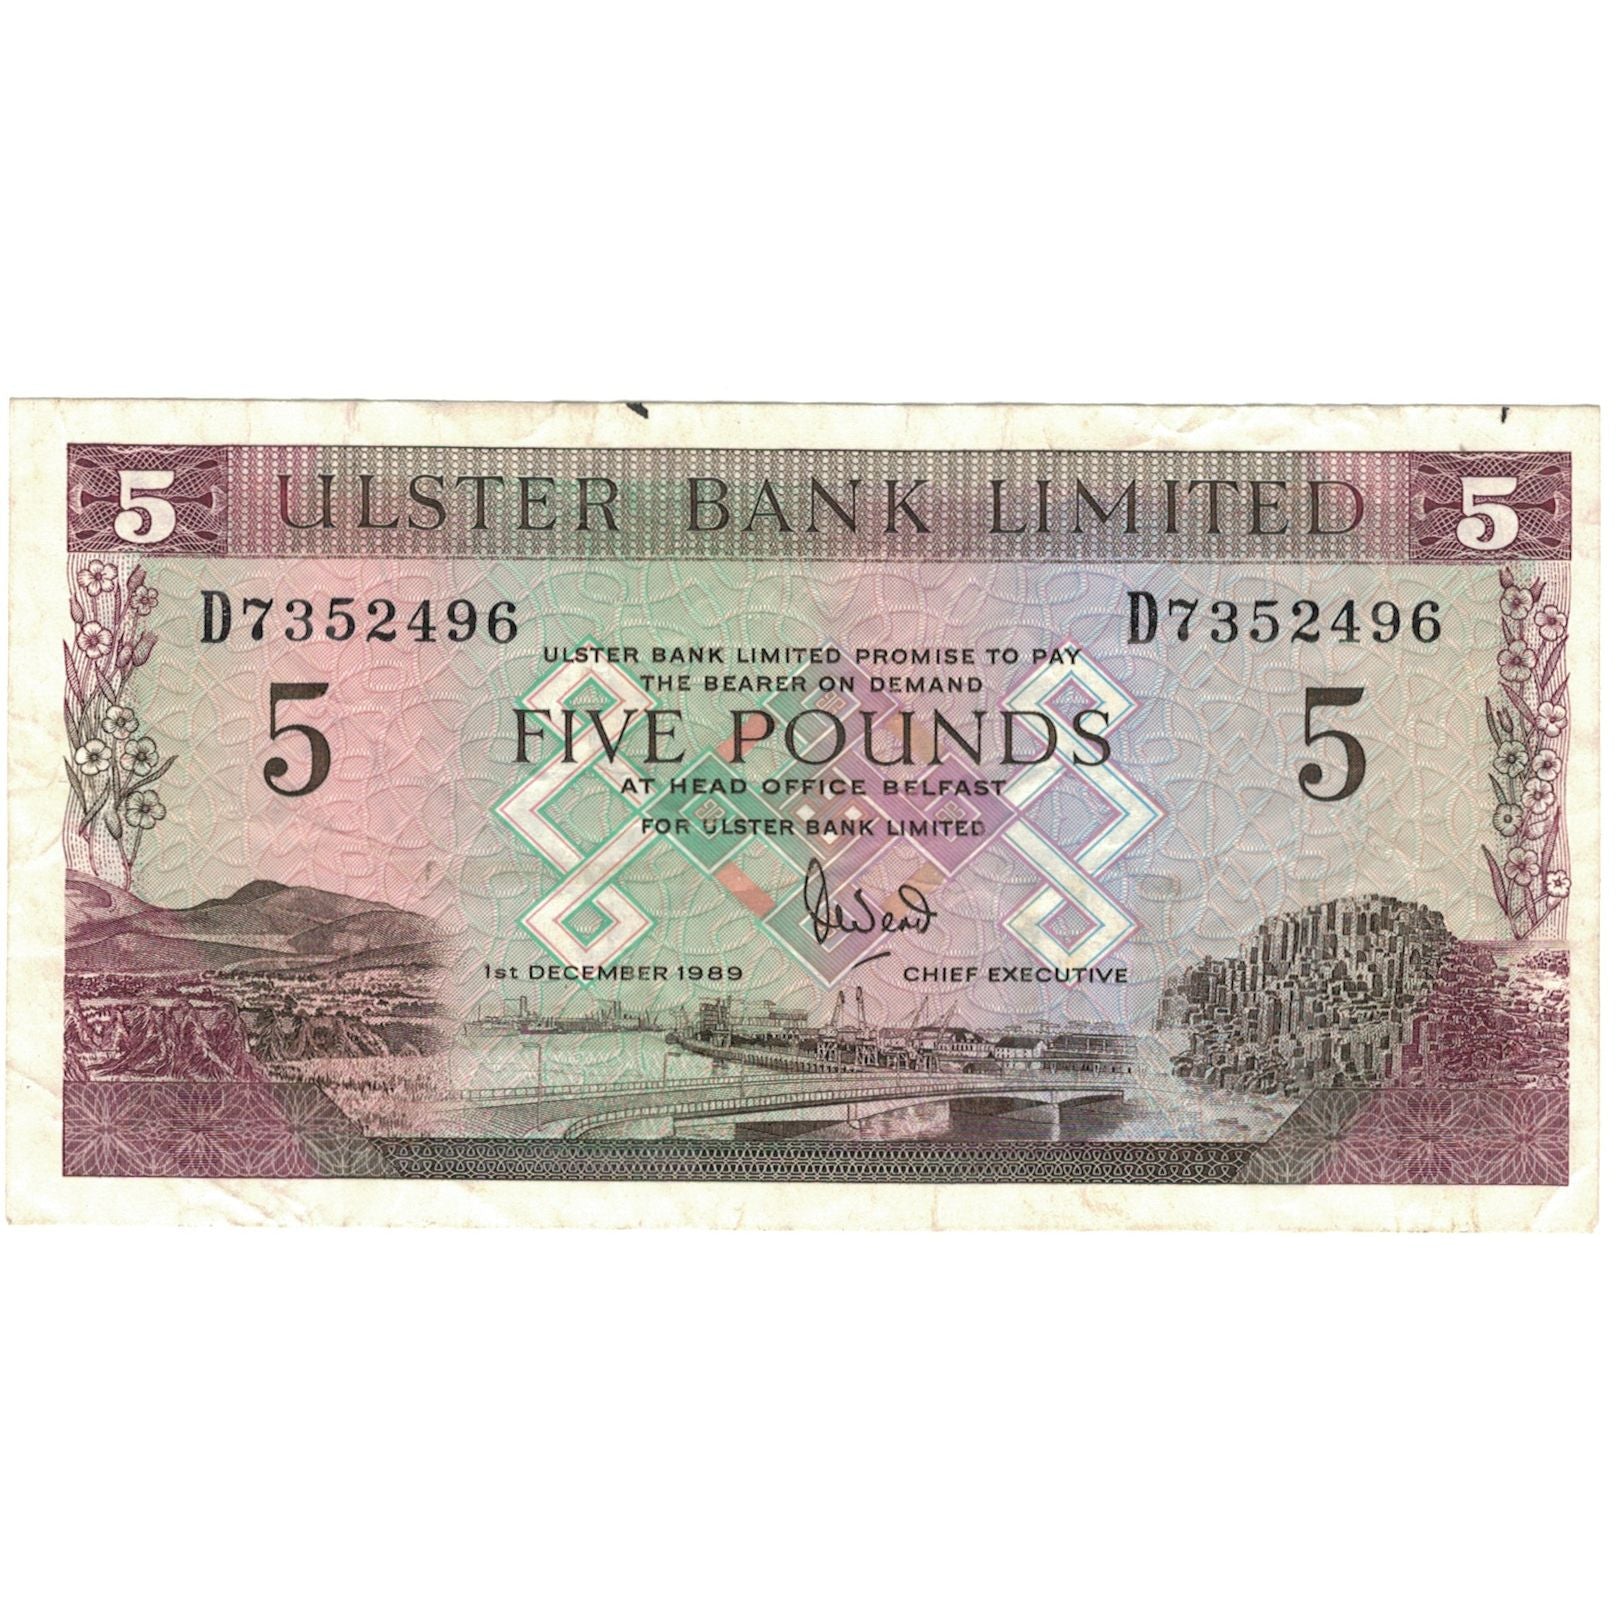 5 ULSTER BANK LIMITED 5
D7352496 D7352496
ULSTER BANK LIMITED PROMISE TO PAY
THE BEARER ON DEMAND
5 FIVE POUNDS 5
AT HEAD OFFICE BELFAST
FOR ULSTER BANK LIMITED
1st DECEMBER 1989 CHIEF EXECUTIVE